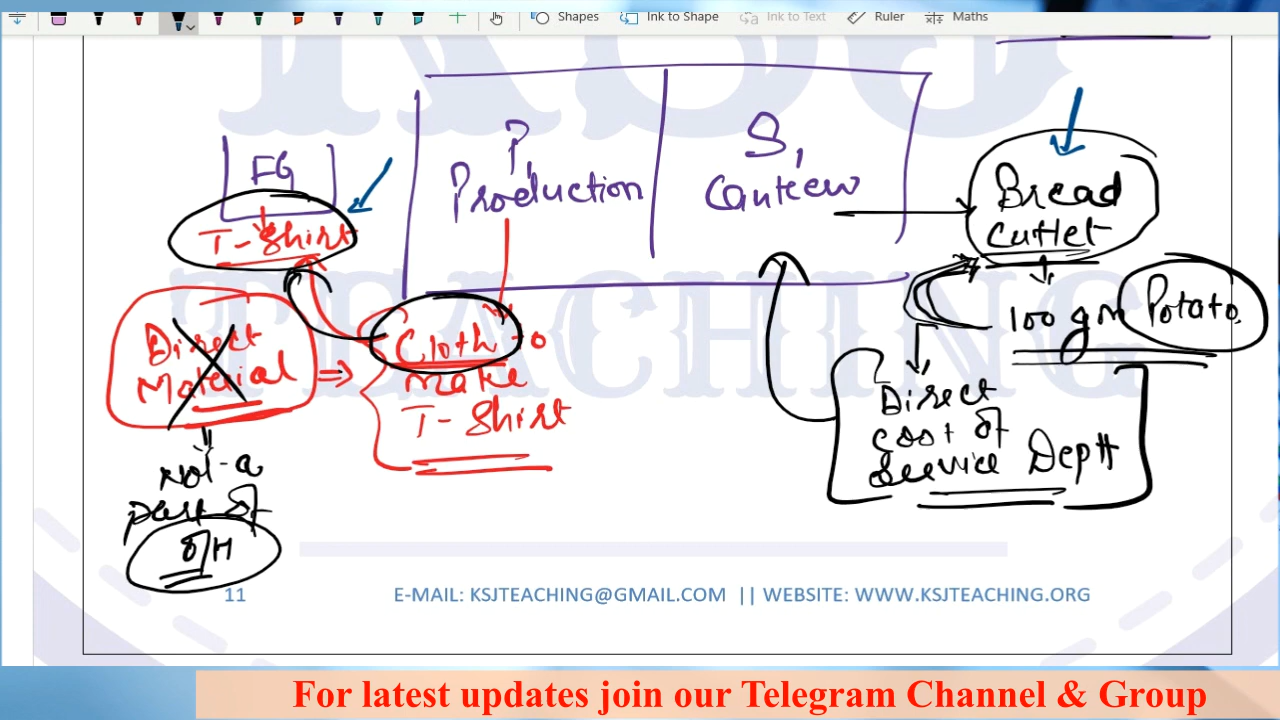 Shapes
Ink to Shape
Ink to Text
Ruler
Maths
KSJ
TEACHING
P1
Production
S1
Canteen
FG
T-Shirt
Direct
Material
Cloth to
make
T-Shirt
Not a
part of
O/H
Bread
Cutlet
100 gm Potato
Direct
Cost of
Service Deptt
11
E-MAIL: KSJTEACHING@GMAIL.COM || WEBSITE: WWW.KSJTEACHING.ORG
For latest updates join our Telegram Channel & Group